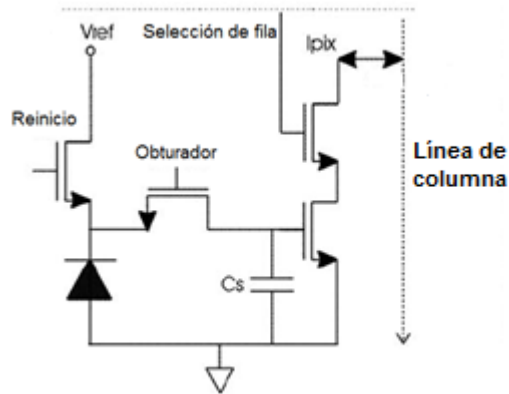 Vref
Selección de fila
Ipix
Reinicio
Obturador
Línea de
columna
Cs